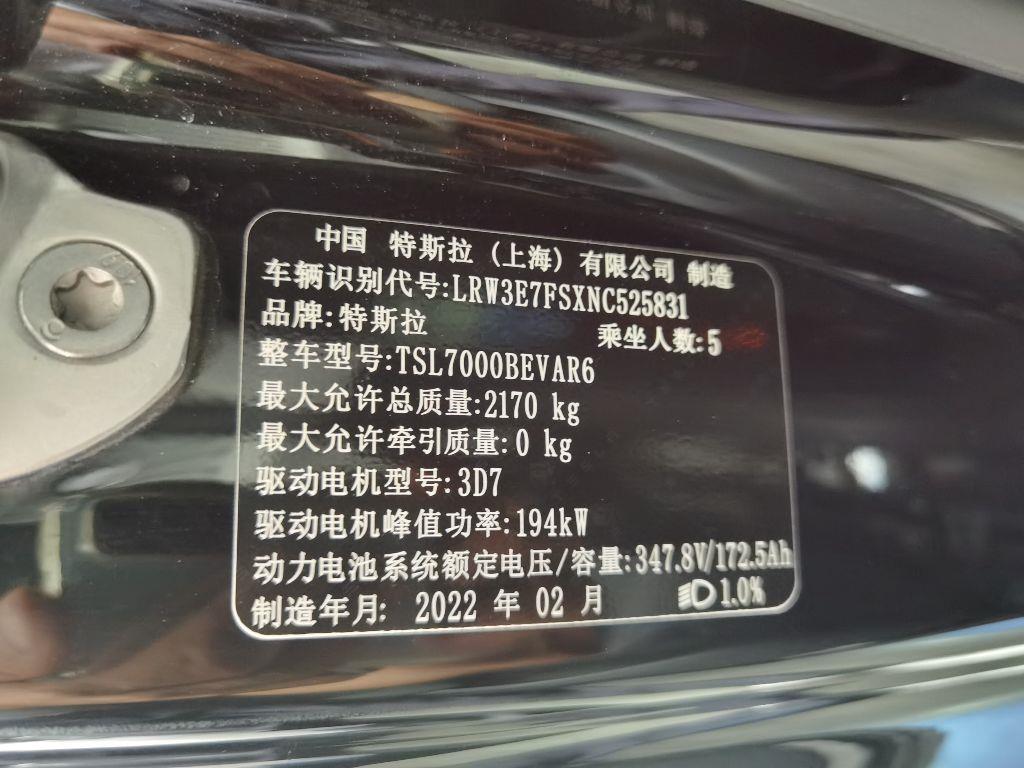 中国 特斯拉 (上海) 有限公司 制造
车辆识别代号:LRW3E7FSXNC525831
品牌:特斯拉 乘坐人数:5
整车型号:TSL7000BEVAR6
最大允许总质量:2170 kg
最大允许牵引质量:0 kg
驱动电机型号:3D7
驱动电机峰值功率:194kW
动力电池系统额定电压/容量:347.8V/172.5Ah
制造年月: 2022 年 02 月 1.0%